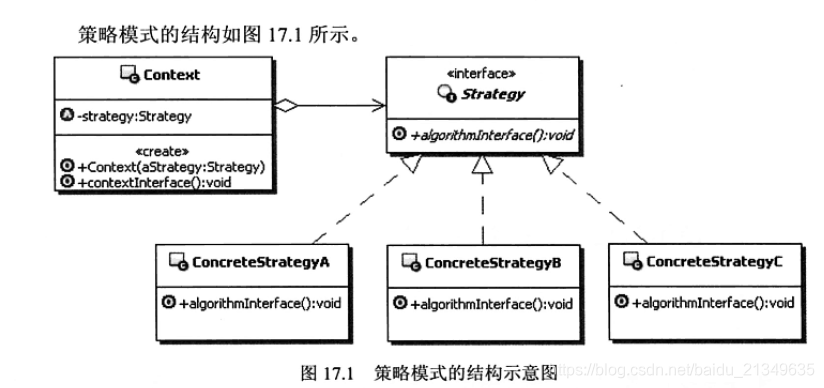 策略模式的结构如图 17.1 所示。
Context
-strategy:Strategy
«create»
+Context(aStrategy:Strategy)
+contextInterface():void
«interface»
Strategy
+algorithmInterface():void
ConcreteStrategyA
+algorithmInterface():void
ConcreteStrategyB
+algorithmInterface():void
ConcreteStrategyC
+algorithmInterface():void
图 17.1 策略模式的结构示意图
https://blog.csdn.net/baidu_21349635